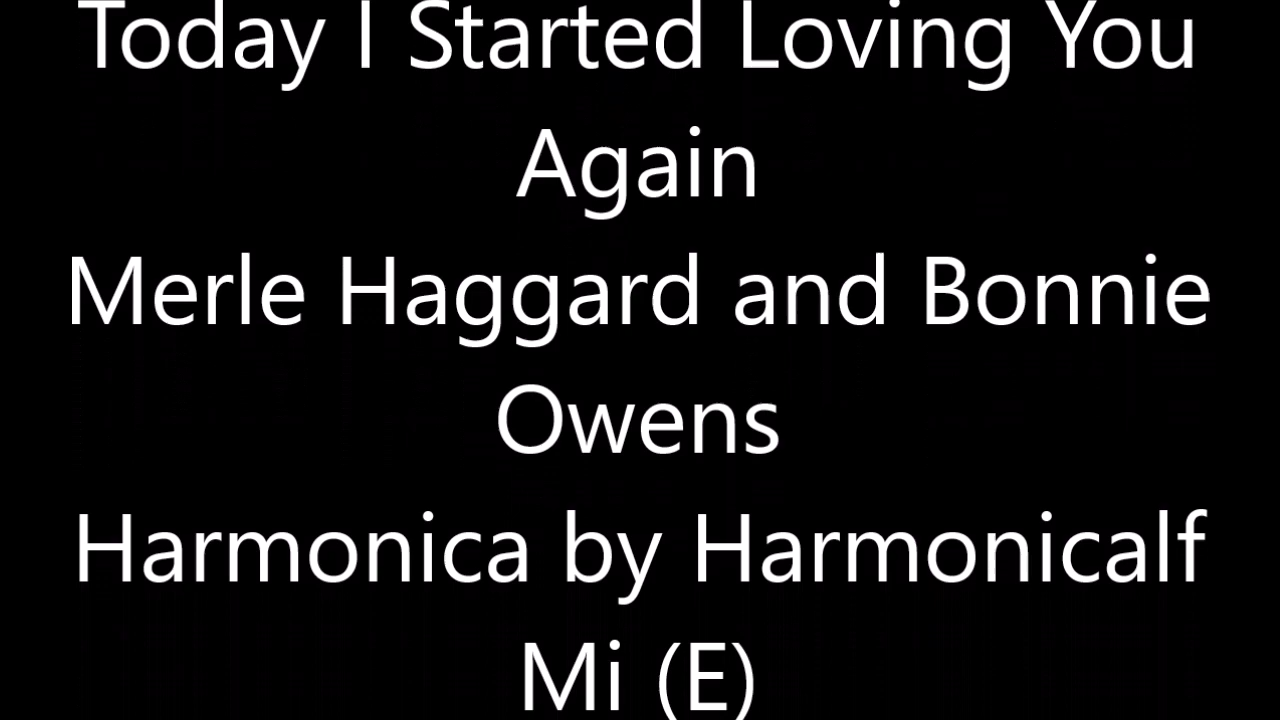 Today I Started Loving You
Again
Merle Haggard and Bonnie
Owens
Harmonica by Harmonicalf
Mi (E)